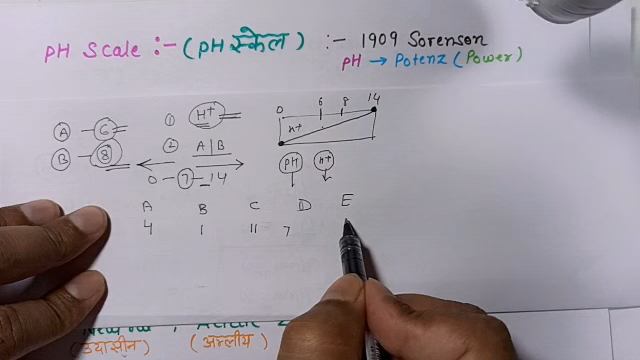 pH Scale :- (pH स्केल) :- 1909 Sorenson
pH → Potenz (Power)
A - 6
B - 8
① H+
② A|B
0 - 7 - 14
0 6 8 14
H+
PH H+
A B C D E
4 1 11 7
(उदासीन) (अम्लीय)